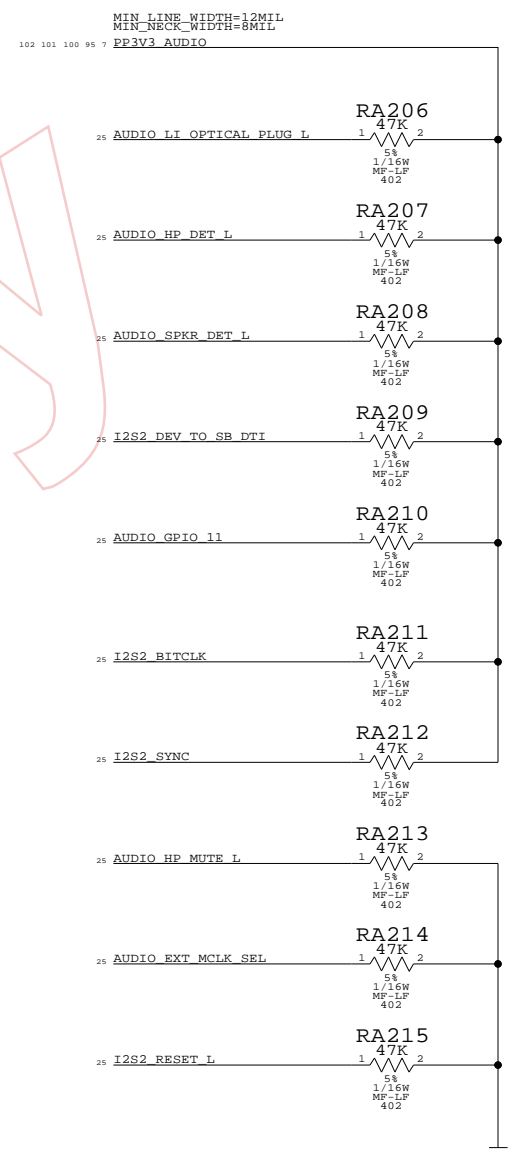 MIN_LINE_WIDTH=12MIL
MIN_NECK_WIDTH=8MIL
102 101 100 95 7 PP3V3_AUDIO
RA206
47K
25 AUDIO_LI_OPTICAL_PLUG_L 1 2
5%
1/16W
MF-LF
402
RA207
47K
25 AUDIO_HP_DET_L 1 2
5%
1/16W
MF-LF
402
RA208
47K
25 AUDIO_SPKR_DET_L 1 2
5%
1/16W
MF-LF
402
RA209
47K
25 I2S2_DEV_TO_SB_DTI 1 2
5%
1/16W
MF-LF
402
RA210
47K
25 AUDIO_GPIO_11 1 2
5%
1/16W
MF-LF
402
RA211
47K
25 I2S2_BITCLK 1 2
5%
1/16W
MF-LF
402
RA212
47K
25 I2S2_SYNC 1 2
5%
1/16W
MF-LF
402
RA213
47K
25 AUDIO_HP_MUTE_L 1 2
5%
1/16W
MF-LF
402
RA214
47K
25 AUDIO_EXT_MCLK_SEL 1 2
5%
1/16W
MF-LF
402
RA215
47K
25 I2S2_RESET_L 1 2
5%
1/16W
MF-LF
402
y